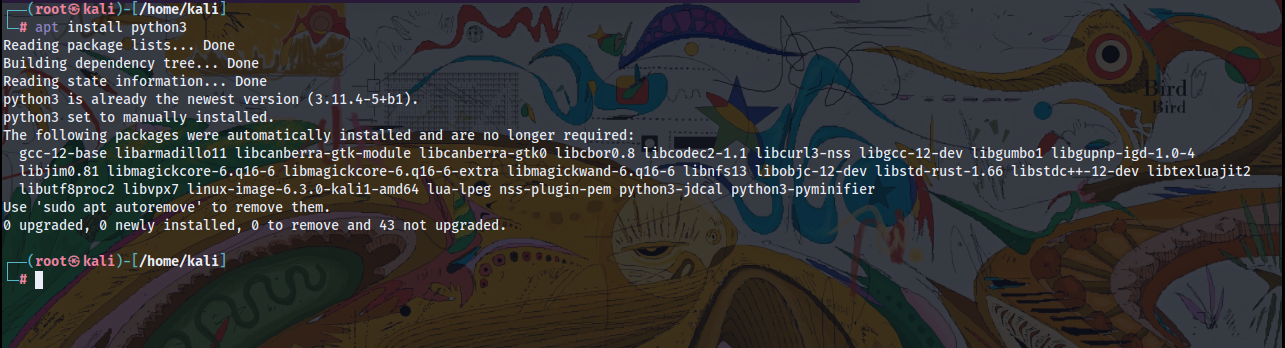 ┌──(root㉿kali)-[/home/kali]
└─# apt install python3
Reading package lists... Done
Building dependency tree... Done
Reading state information... Done
python3 is already the newest version (3.11.4-5+b1).
python3 set to manually installed.
The following packages were automatically installed and are no longer required:
  gcc-12-base libarmadillo11 libcanberra-gtk-module libcanberra-gtk0 libcbor0.8 libcodec2-1.1 libcurl3-nss libgcc-12-dev libgumbo1 libgupnp-igd-1.0-4
  libjim0.81 libmagickcore-6.q16-6 libmagickcore-6.q16-6-extra libmagickwand-6.q16-6 libnfs13 libobjc-12-dev libstd-rust-1.66 libstdc++-12-dev libtexluajit2
  libutf8proc2 libvpx7 linux-image-6.3.0-kali1-amd64 lua-lpeg nss-plugin-pem python3-jdcal python3-pyminifier
Use 'sudo apt autoremove' to remove them.
0 upgraded, 0 newly installed, 0 to remove and 43 not upgraded.
┌──(root㉿kali)-[/home/kali]
└─#
Bird
Bird